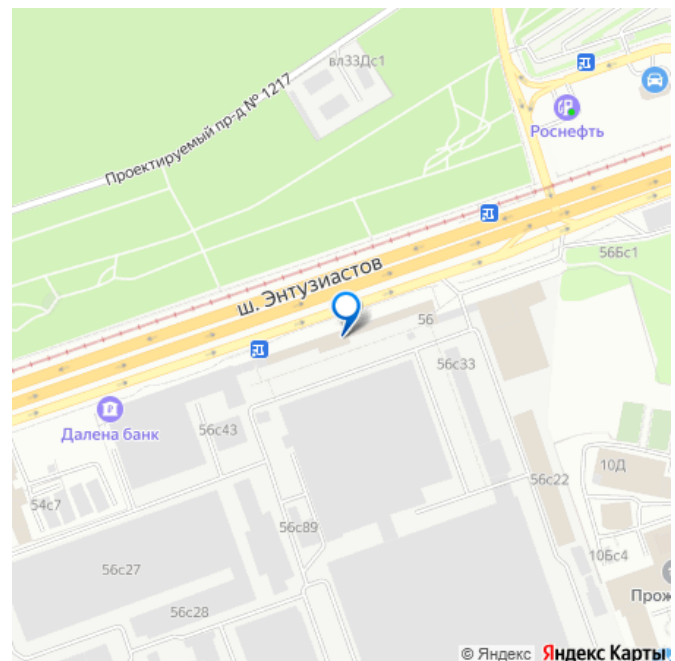 вл33Дс1
Проектируемый пр-д № 1217
Роснефть
ш. Энтузиастов
56Бс1
56
56с33
Далена банк
56с43
10Д
56с22
54с7
56с89
10Бс4
56с27
56с28
Прож
© Яндекс Яндекс Карты